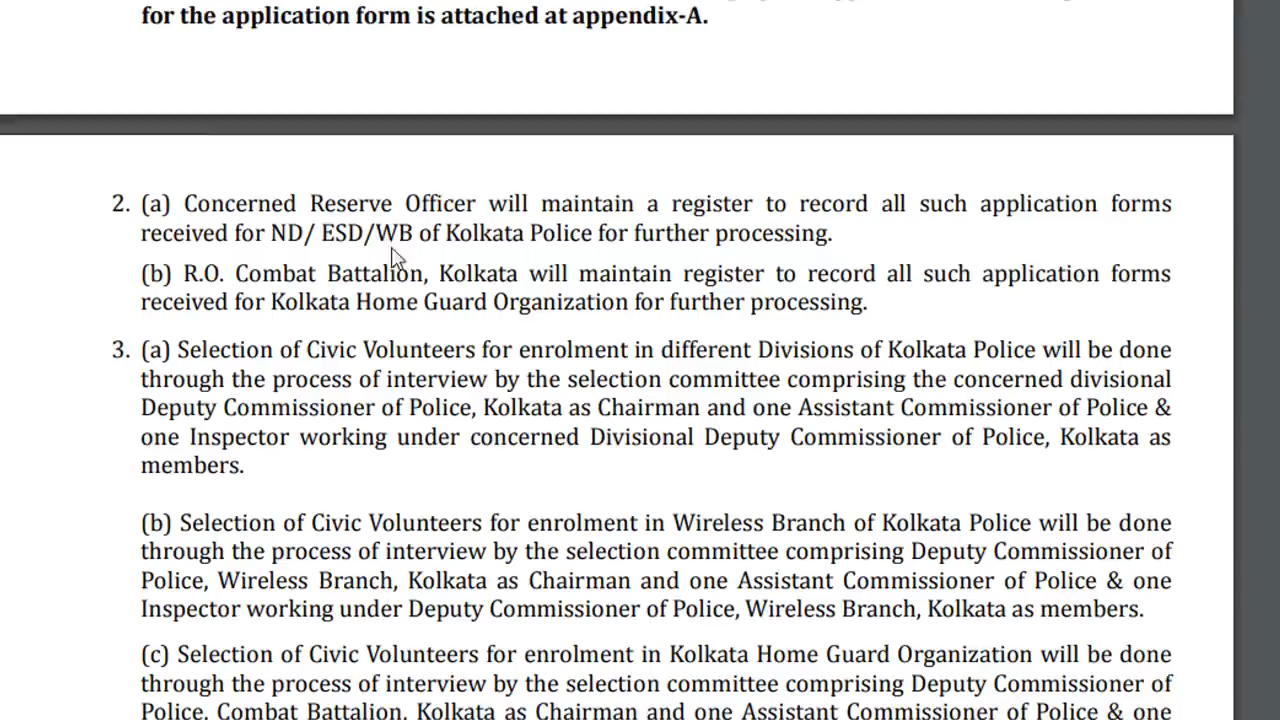 for the application form is attached at appendix-A.
2. (a) Concerned Reserve Officer will maintain a register to record all such application forms
received for ND/ ESD/WB of Kolkata Police for further processing.
(b) R.O. Combat Battalion, Kolkata will maintain register to record all such application forms
received for Kolkata Home Guard Organization for further processing.
3. (a) Selection of Civic Volunteers for enrolment in different Divisions of Kolkata Police will be done
through the process of interview by the selection committee comprising the concerned divisional
Deputy Commissioner of Police, Kolkata as Chairman and one Assistant Commissioner of Police &
one Inspector working under concerned Divisional Deputy Commissioner of Police, Kolkata as
members.
(b) Selection of Civic Volunteers for enrolment in Wireless Branch of Kolkata Police will be done
through the process of interview by the selection committee comprising Deputy Commissioner of
Police, Wireless Branch, Kolkata as Chairman and one Assistant Commissioner of Police & one
Inspector working under Deputy Commissioner of Police, Wireless Branch, Kolkata as members.
(c) Selection of Civic Volunteers for enrolment in Kolkata Home Guard Organization will be done
through the process of interview by the selection committee comprising Deputy Commissioner of
Police, Combat Battalion, Kolkata as Chairman and one Assistant Commissioner of Police & one